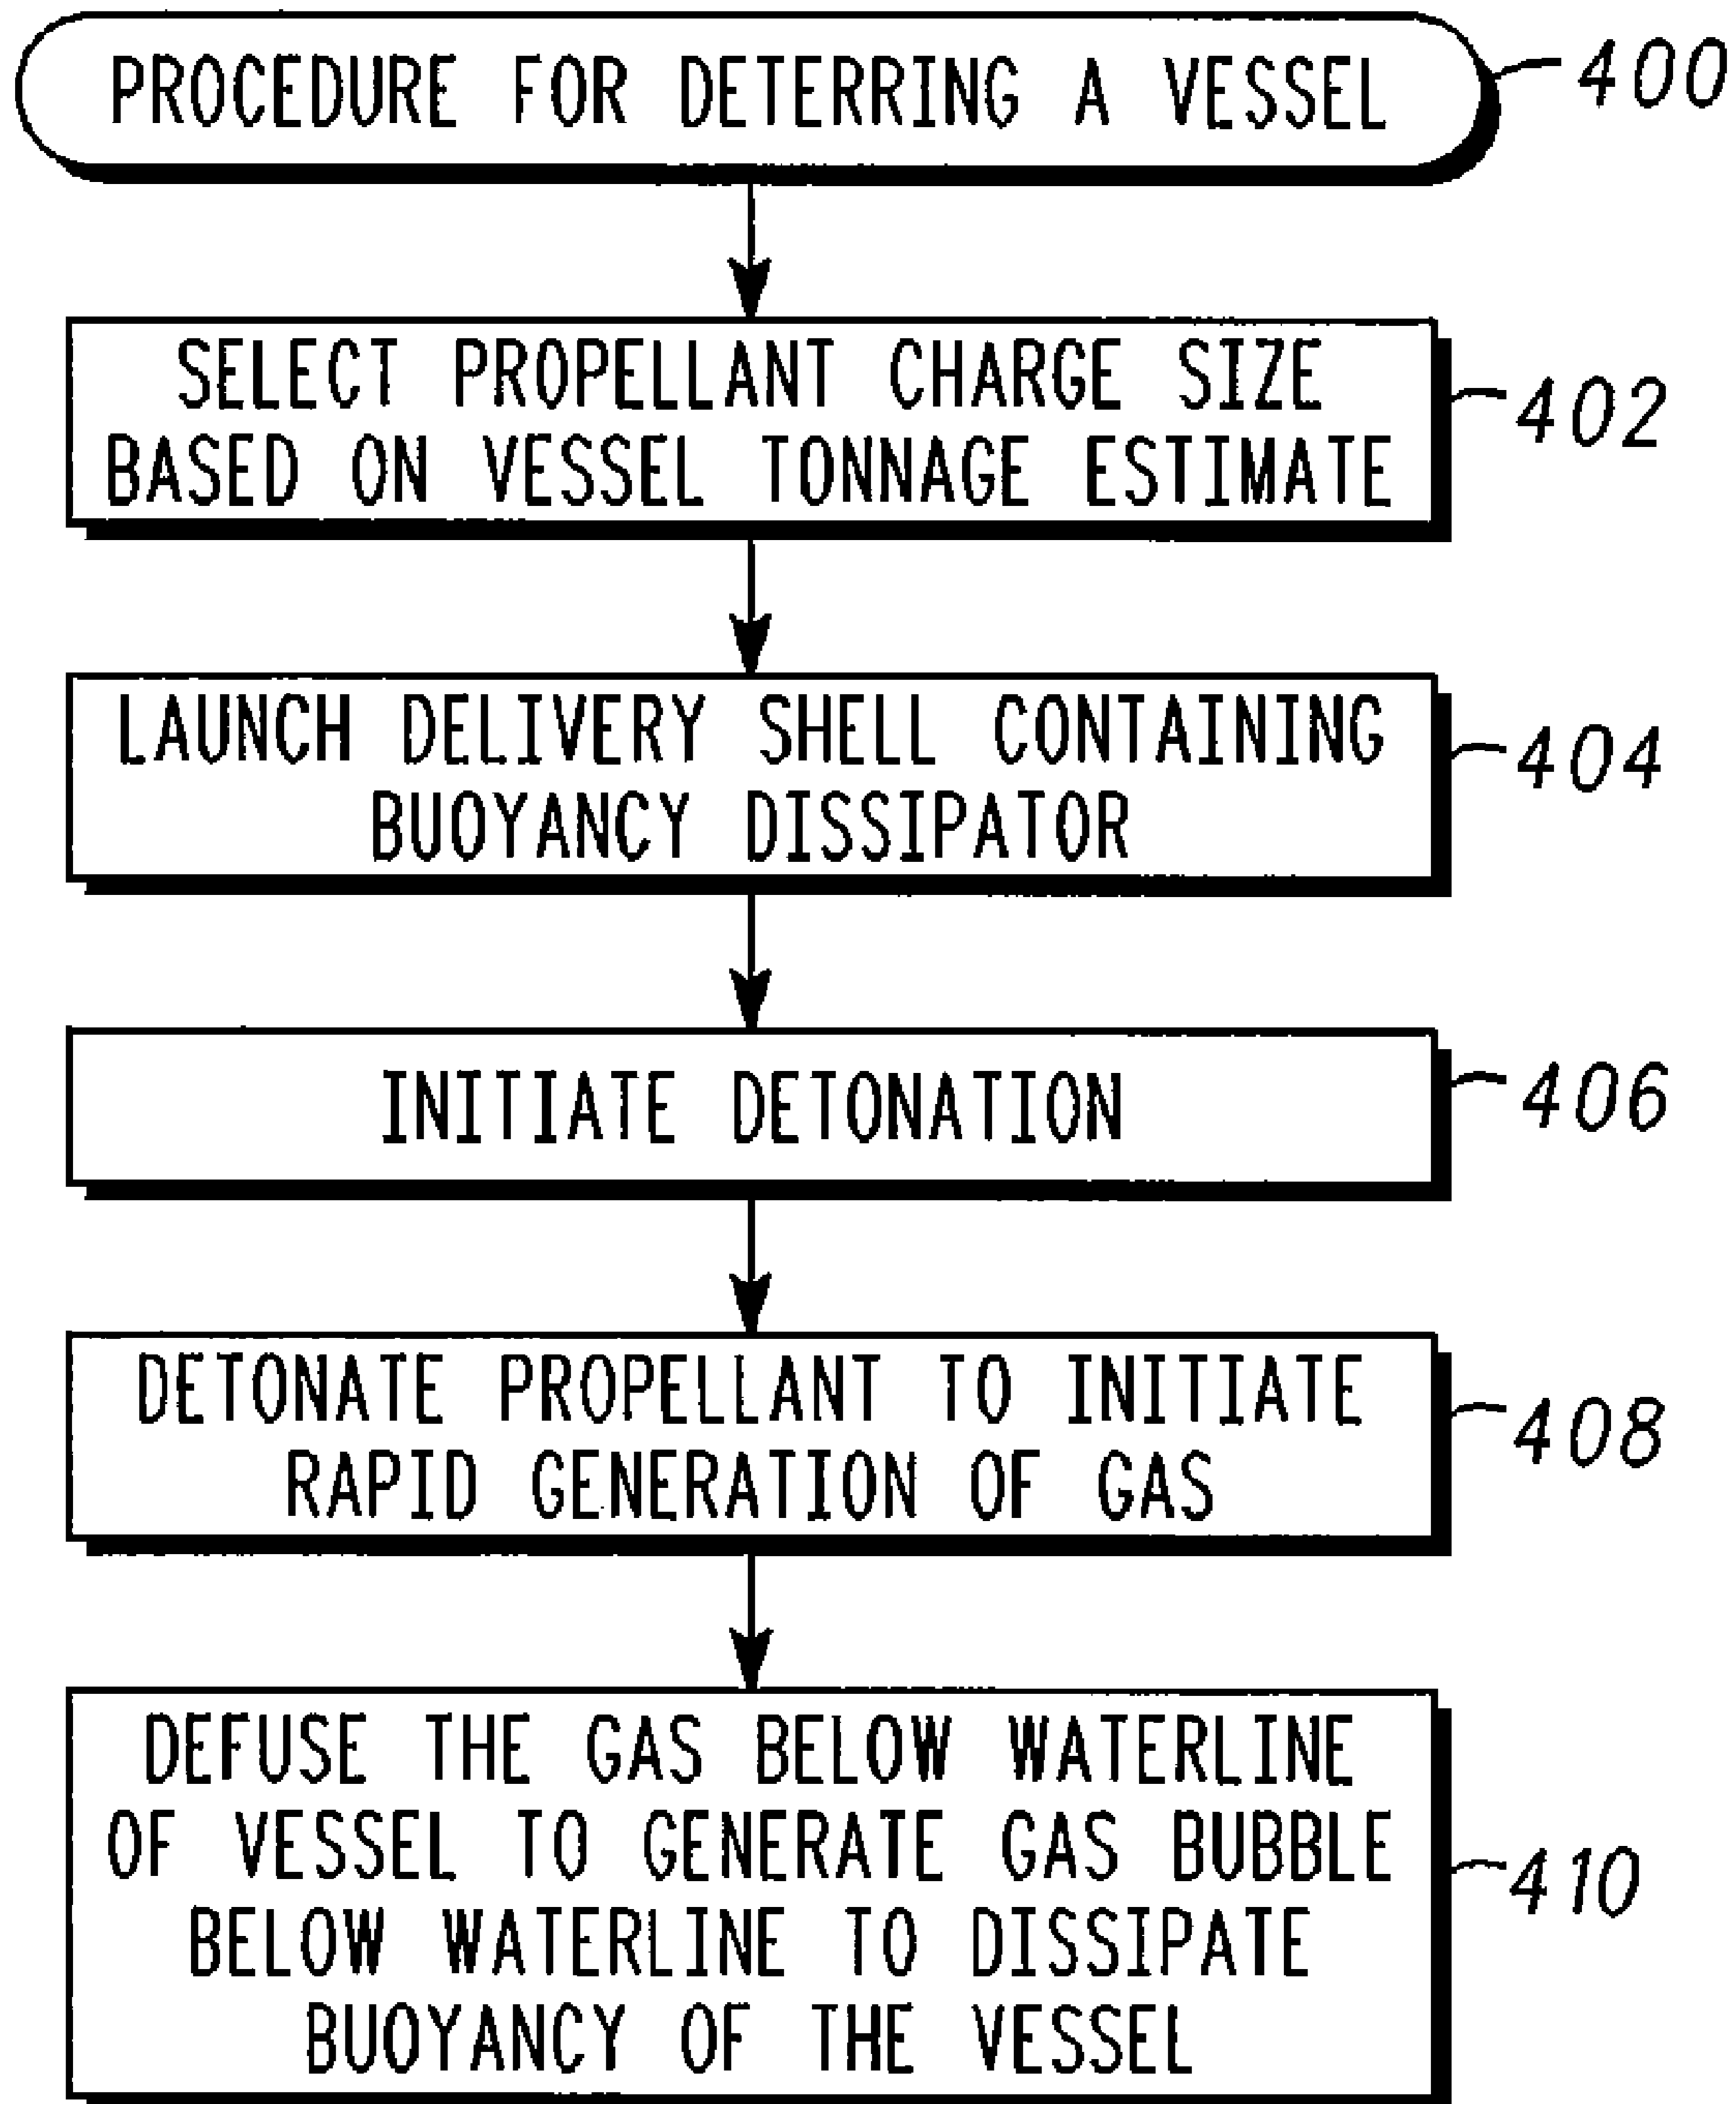 PROCEDURE FOR DETERRING A VESSEL
400
SELECT PROPELLANT CHARGE SIZE
BASED ON VESSEL TONNAGE ESTIMATE
402
LAUNCH DELIVERY SHELL CONTAINING
BUOYANCY DISSIPATOR
404
INITIATE DETONATION
406
DETONATE PROPELLANT TO INITIATE
RAPID GENERATION OF GAS
408
DEFUSE THE GAS BELOW WATERLINE
OF VESSEL TO GENERATE GAS BUBBLE
BELOW WATERLINE TO DISSIPATE
BUOYANCY OF THE VESSEL
410